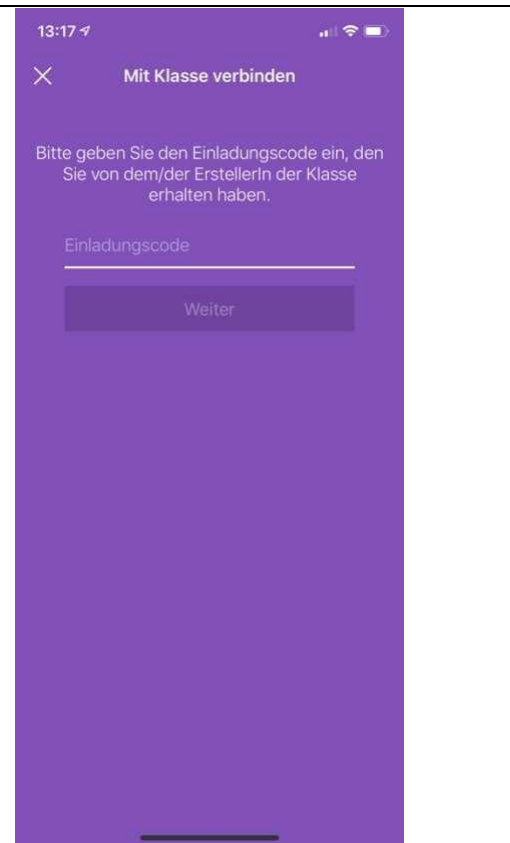 13:17
Mit Klasse verbinden
Bitte geben Sie den Einladungscode ein, den
Sie von dem/der ErstellerIn der Klasse
erhalten haben.
Einladungscode
Weiter